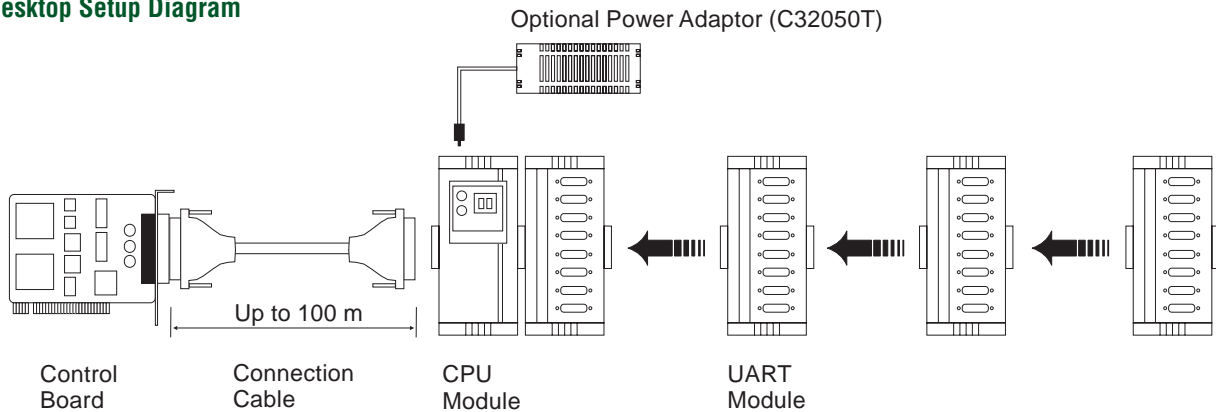 esktop Setup Diagram
Optional Power Adaptor (C32050T)
Up to 100 m
Control
Board
Connection
Cable
CPU
Module
UART
Module